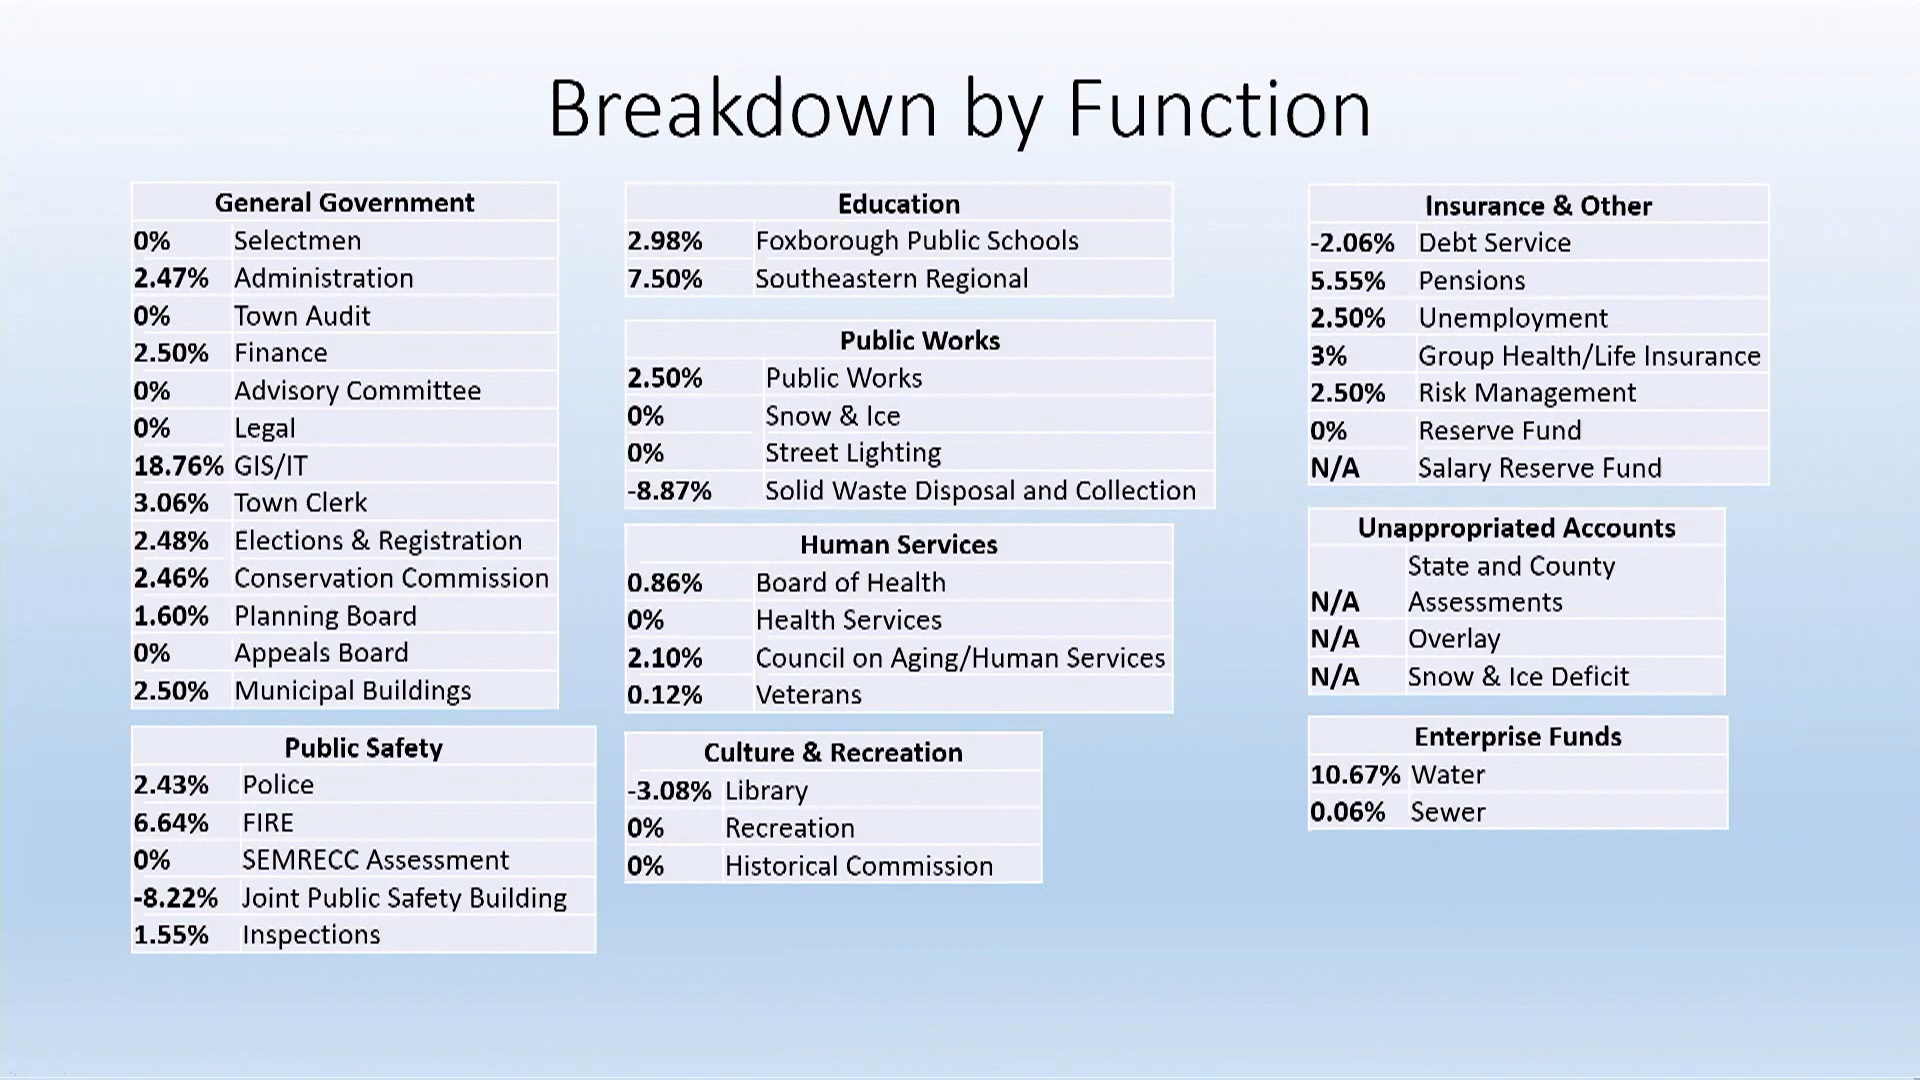 Breakdown by Function
General Government
0% Selectmen
2.47% Administration
0% Town Audit
2.50% Finance
0% Advisory Committee
0% Legal
18.76% GIS/IT
3.06% Town Clerk
2.48% Elections & Registration
2.46% Conservation Commission
1.60% Planning Board
0% Appeals Board
2.50% Municipal Buildings
Public Safety
2.43% Police
6.64% FIRE
0% SEMRECC Assessment
-8.22% Joint Public Safety Building
1.55% Inspections
Education
2.98% Foxborough Public Schools
7.50% Southeastern Regional
Public Works
2.50% Public Works
0% Snow & Ice
0% Street Lighting
-8.87% Solid Waste Disposal and Collection
Human Services
0.86% Board of Health
0% Health Services
2.10% Council on Aging/Human Services
0.12% Veterans
Culture & Recreation
-3.08% Library
0% Recreation
0% Historical Commission
Insurance & Other
-2.06% Debt Service
5.55% Pensions
2.50% Unemployment
3% Group Health/Life Insurance
2.50% Risk Management
0% Reserve Fund
N/A Salary Reserve Fund
Unappropriated Accounts
State and County
N/A Assessments
N/A Overlay
N/A Snow & Ice Deficit
Enterprise Funds
10.67% Water
0.06% Sewer